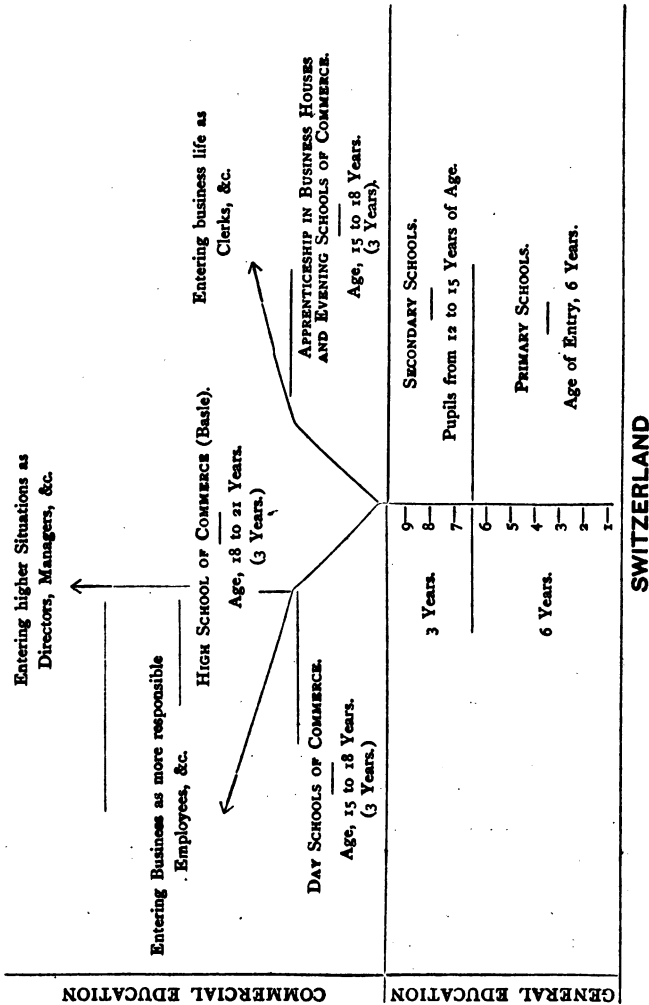 Entering higher Situations as
Directors, Managers, &c.
Entering Business as more responsible
Employees, &c.
HIGH SCHOOL OF COMMERCE (Basle).
Age, 18 to 21 Years.
(3 Years.)
Entering business life as
Clerks, &c.
DAY SCHOOLS OF COMMERCE.
Age, 15 to 18 Years.
(3 Years.)
APPRENTICESHIP IN BUSINESS HOUSES
AND EVENING SCHOOLS OF COMMERCE.
Age, 15 to 18 Years.
(3 Years).
COMMERCIAL EDUCATION
3 Years.
9
8
7
SECONDARY SCHOOLS.
Pupils from 12 to 15 Years of Age.
6 Years.
6
5
4
3
2
1
PRIMARY SCHOOLS.
Age of Entry, 6 Years.
GENERAL EDUCATION
SWITZERLAND